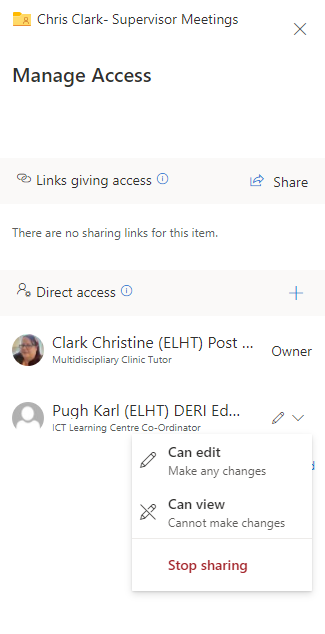 Chris Clark- Supervisor Meetings
Manage Access
Links giving access
Share
There are no sharing links for this item.
Direct access
Clark Christine (ELHT) Post ...
Owner
Multidiscipliary Clinic Tutor
Pugh Karl (ELHT) DERI Ed...
ICT Learning Centre Co-Ordinator
Can edit
Make any changes
Can view
Cannot make changes
Stop sharing